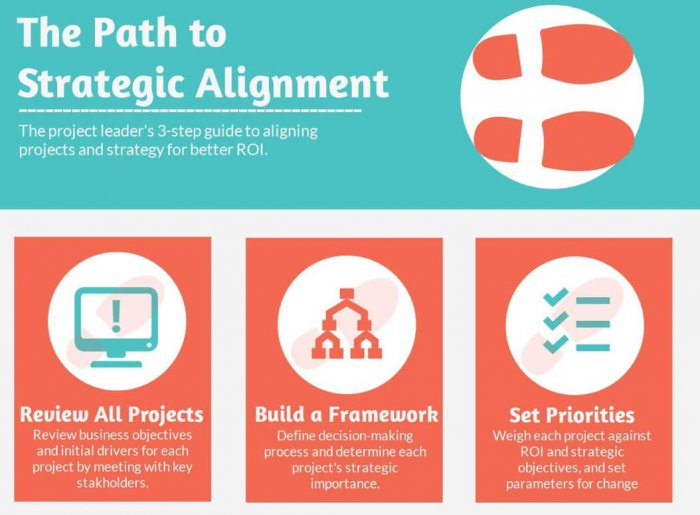 The Path to
Strategic Alignment
The project leader's 3-step guide to aligning
projects and strategy for better ROI.
Review All Projects
Review business objectives
and initial drivers for each
project by meeting with key
stakholders.
Build a Framework
Define decision-making
process and determine each
project's strategic
importance.
Set Priorities
Weigh each project against
ROI and strategic
objectives, and set
parameters for change